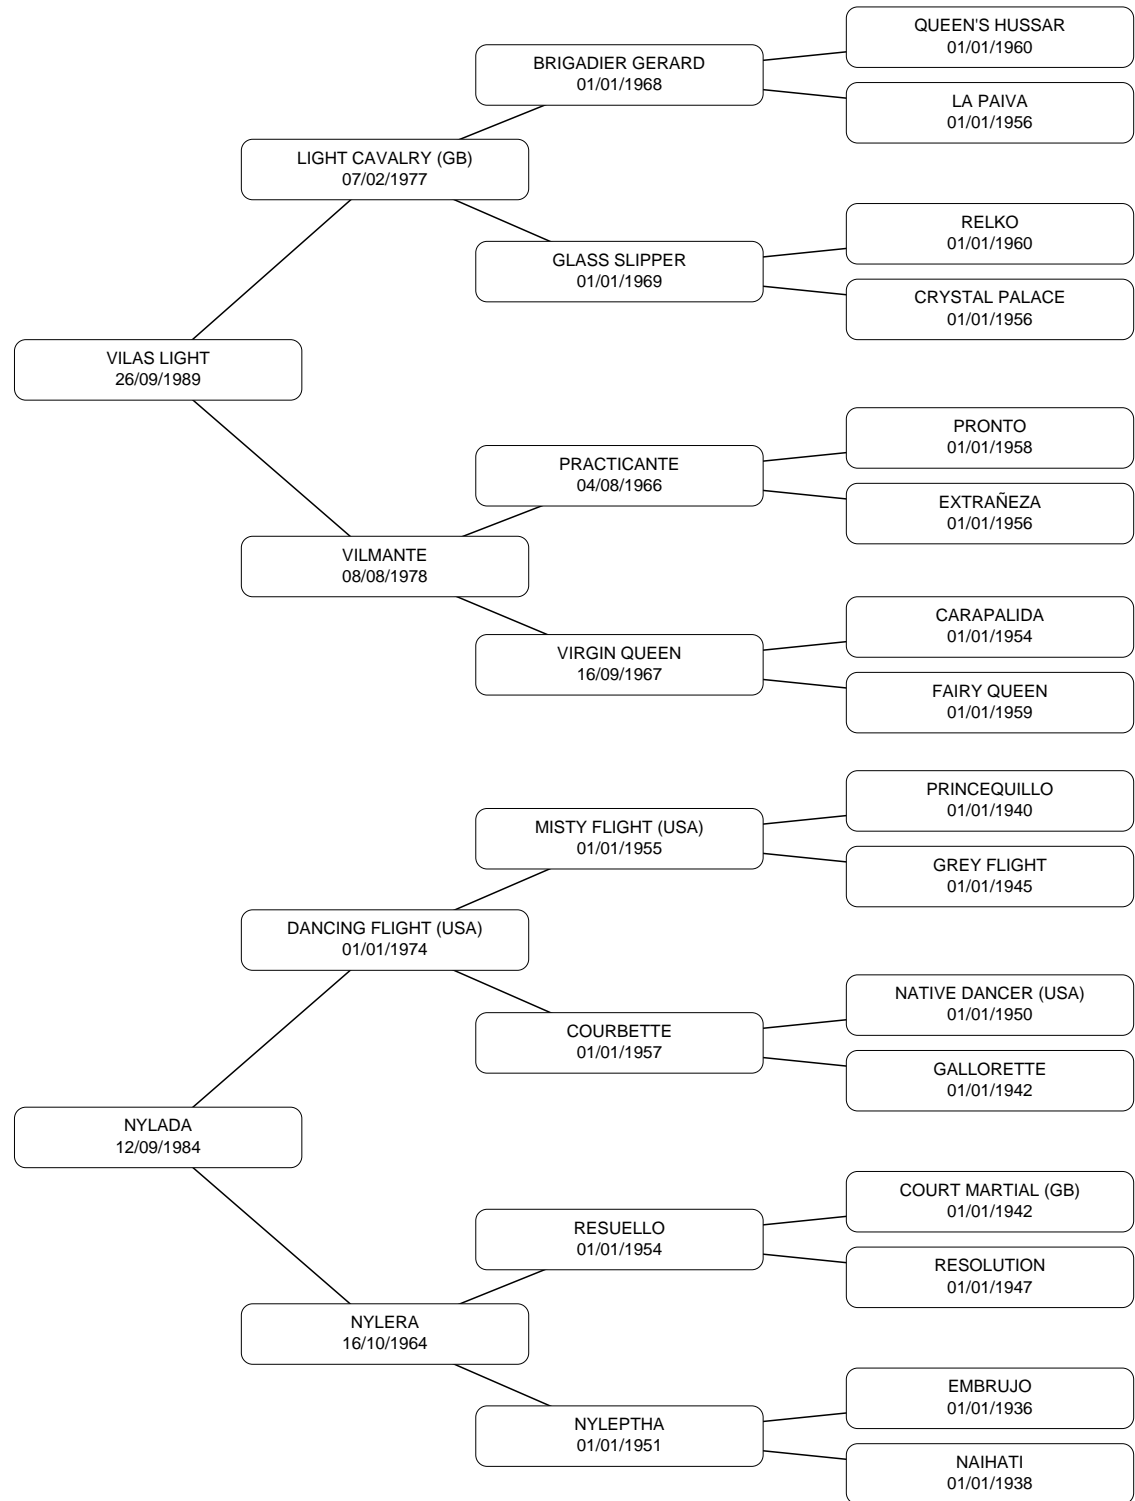 QUEEN'S HUSSAR
01/01/1960
BRIGADIER GERARD
01/01/1968
LA PAIVA
01/01/1956
LIGHT CAVALRY (GB)
07/02/1977
RELKO
01/01/1960
GLASS SLIPPER
01/01/1969
CRYSTAL PALACE
01/01/1956
VILAS LIGHT
26/09/1989
PRONTO
01/01/1958
PRACTICANTE
04/08/1966
EXTRAÑEZA
01/01/1956
VILMANTE
08/08/1978
CARAPALIDA
01/01/1954
VIRGIN QUEEN
16/09/1967
FAIRY QUEEN
01/01/1959
PRINCEQUILLO
01/01/1940
MISTY FLIGHT (USA)
01/01/1955
GREY FLIGHT
01/01/1945
DANCING FLIGHT (USA)
01/01/1974
NATIVE DANCER (USA)
01/01/1950
COURBETTE
01/01/1957
GALLORETTE
01/01/1942
NYLADA
12/09/1984
COURT MARTIAL (GB)
01/01/1942
RESUELLO
01/01/1954
RESOLUTION
01/01/1947
NYLERA
16/10/1964
EMBRUJO
01/01/1936
NYLEPTHA
01/01/1951
NAIHATI
01/01/1938